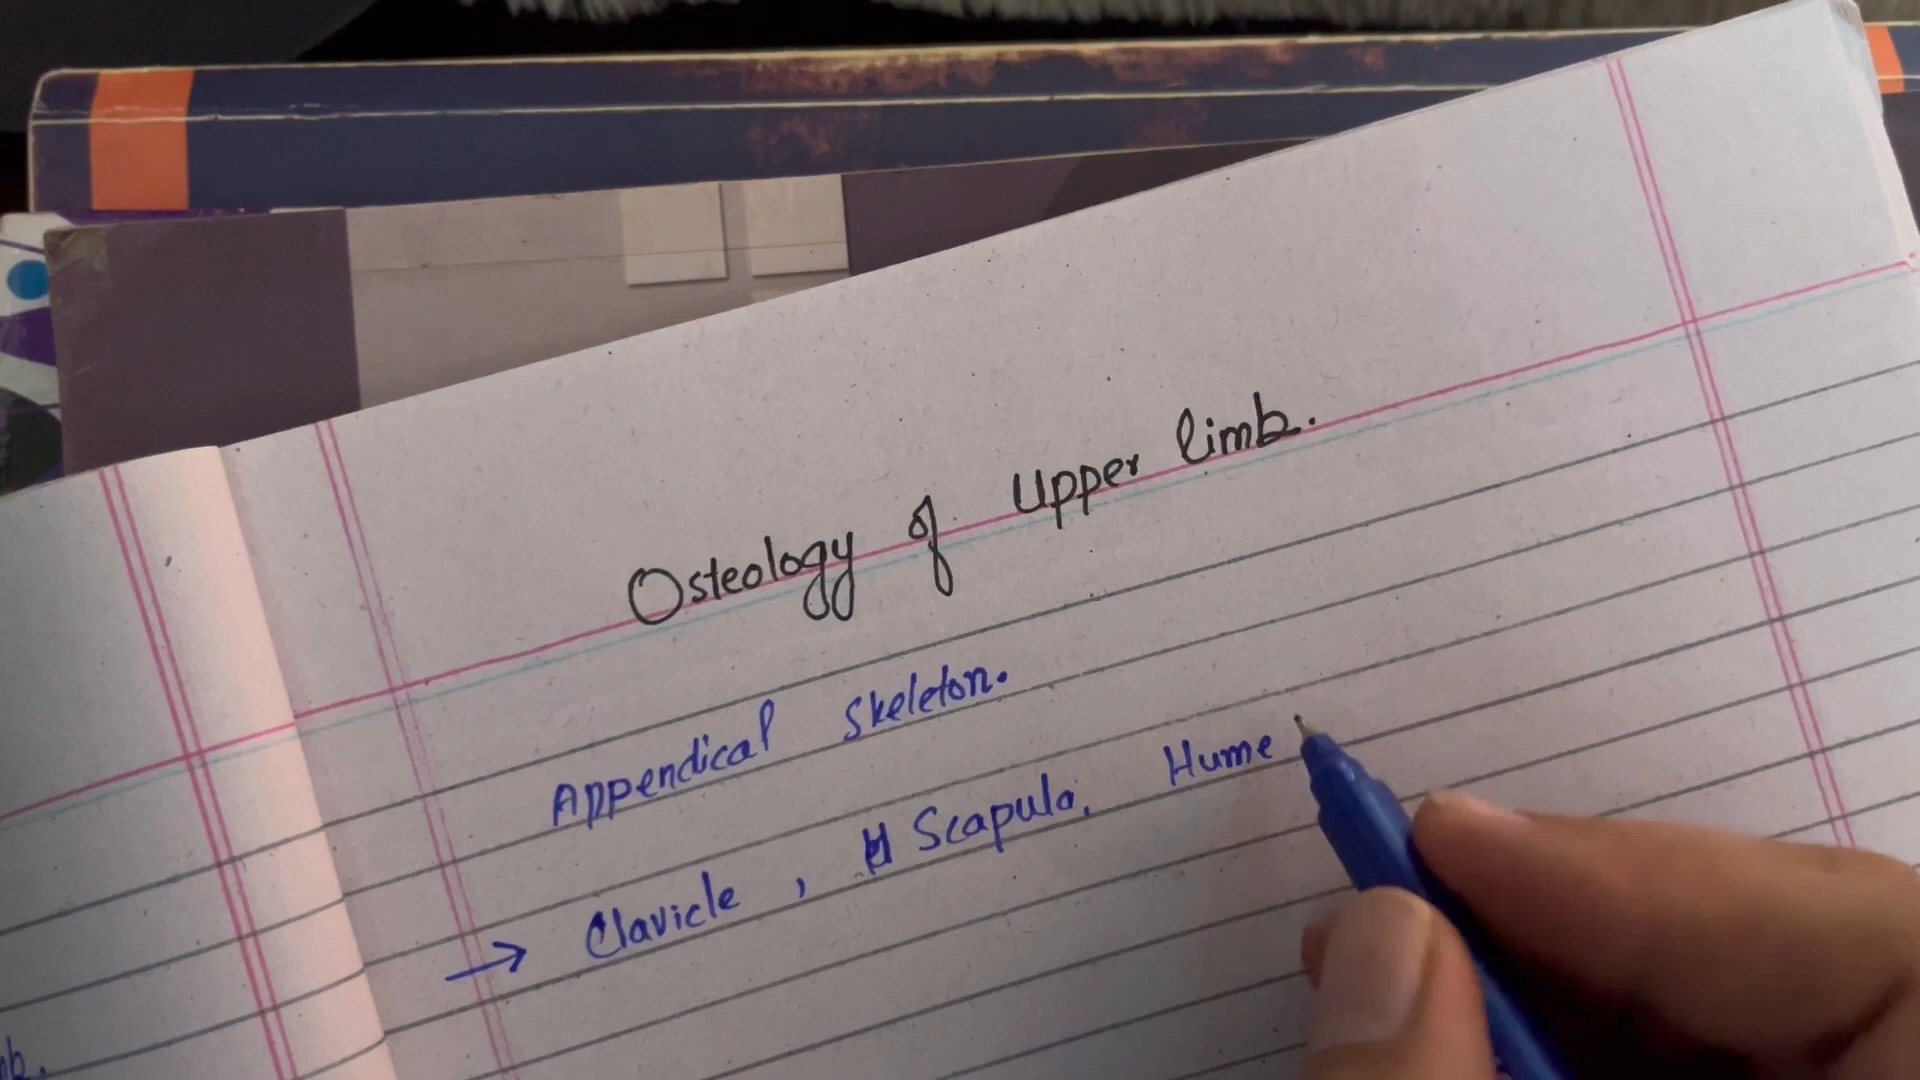 Osteology of Upper limb.
Appendical Skeleton.
→ Clavicle, Scapula, Hume